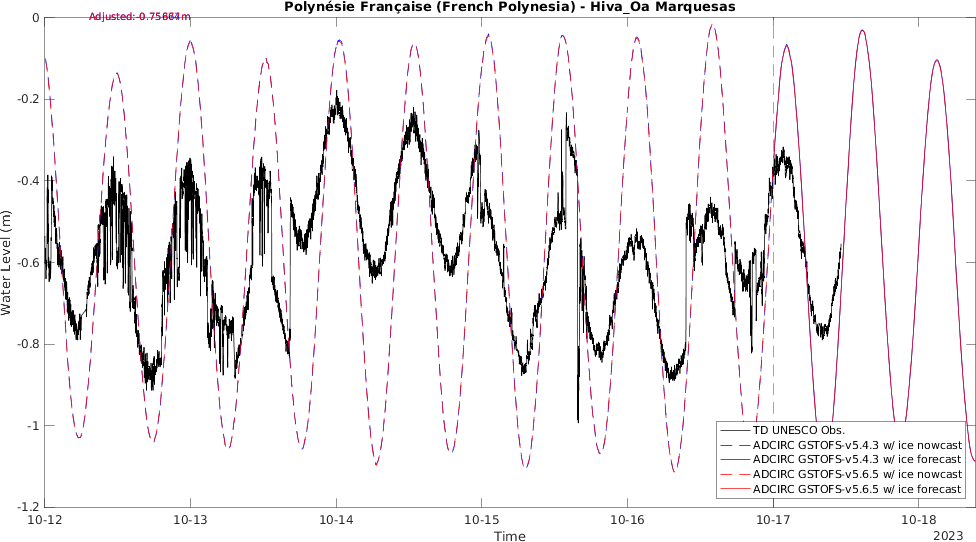 Polynésie Française (French Polynesia) - Hiva_Oa Marquesas
Adjusted:
0
-0.2
-0.4
-0.6
-0.8
-1
-1.2
Water Level (m)
TD UNESCO Obs.
ADCIRC GSTOFS-v5.4.3 w/ ice nowcast
ADCIRC GSTOFS-v5.4.3 w/ ice forecast
ADCIRC GSTOFS-v5.6.5 w/ ice nowcast
ADCIRC GSTOFS-v5.6.5 w/ ice forecast
10-12 10-13 10-14 10-15 10-16 10-17 10-18
Time
2023